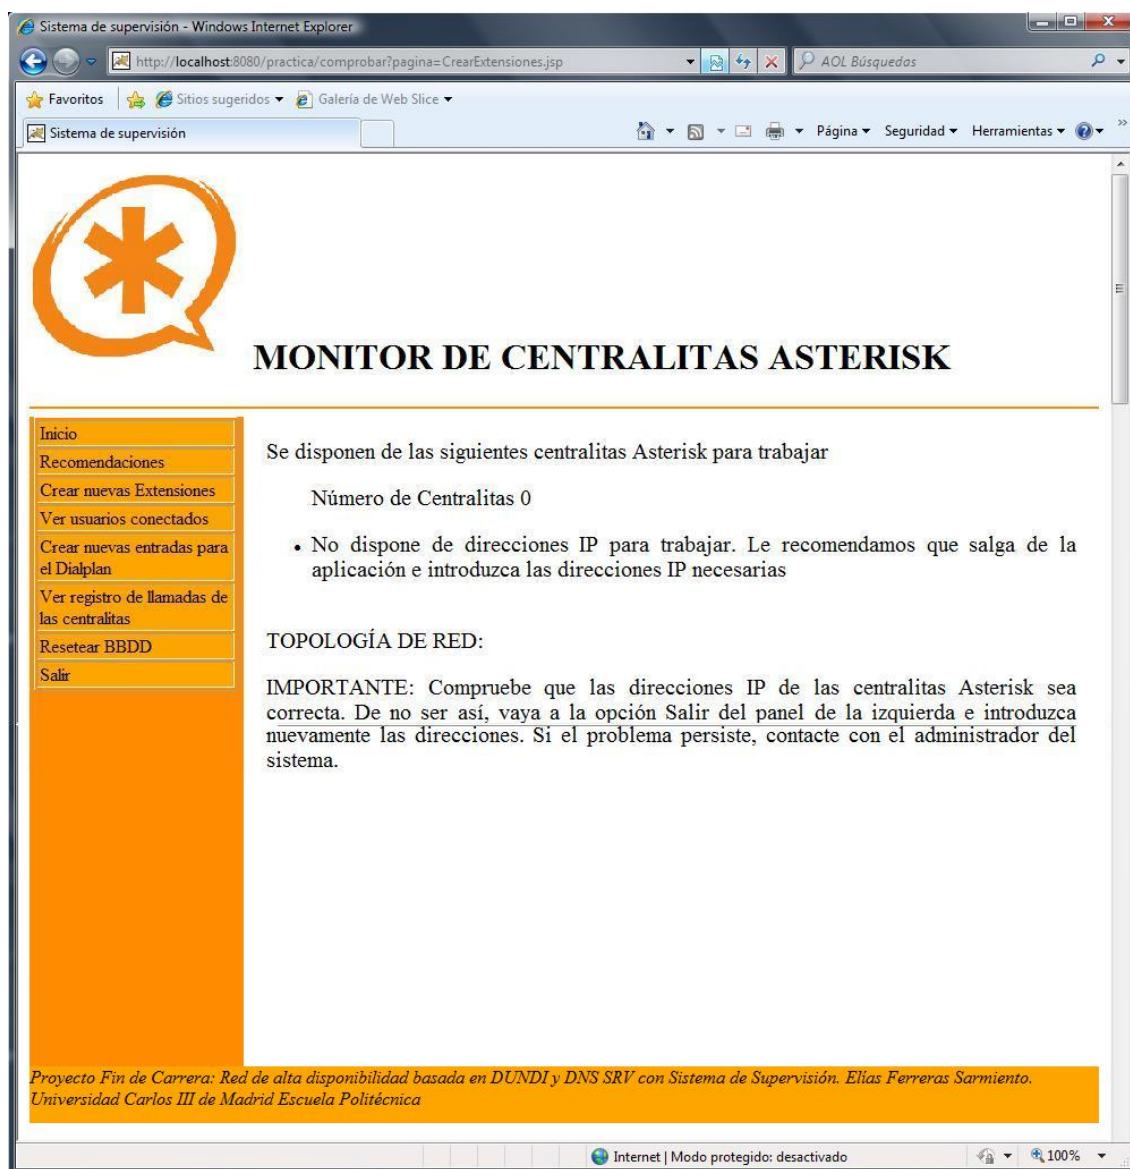 Sistema de supervisión - Windows Internet Explorer
http://localhost:8080/practica/comprobar?pagina=CrearExtensiones.jsp
AOL Búsquedas
Favoritos
Sitios sugeridos
Galería de Web Slice
Sistema de supervisión
Página
Seguridad
Herramientas
MONITOR DE CENTRALITAS ASTERISK
Inicio
Recomendaciones
Crear nuevas Extensiones
Ver usuarios conectados
Crear nuevas entradas para
el Dialplan
Ver registro de llamadas de
las centralitas
Resetear BBDD
Salir
Se disponen de las siguientes centralitas Asterisk para trabajar
Número de Centralitas 0
• No dispone de direcciones IP para trabajar. Le recomendamos que salga de la
aplicación e introduzca las direcciones IP necesarias
TOPOLOGÍA DE RED:
IMPORTANTE: Compruebe que las direcciones IP de las centralitas Asterisk sea
correcta. De no ser así, vaya a la opción Salir del panel de la izquierda e introduzca
nuevamente las direcciones. Si el problema persiste, contacte con el administrador del
sistema.
Proyecto Fin de Carrera: Red de alta disponibilidad basada en DUNDI y DNS SRV con Sistema de Supervisión. Elías Ferreras Sarmiento.
Universidad Carlos III de Madrid Escuela Politécnica
Internet | Modo protegido: desactivado
100%